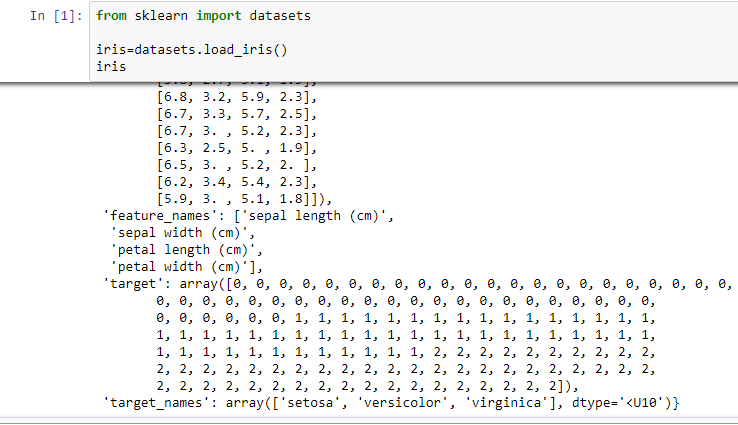 In [1]: from sklearn import datasets
iris=datasets.load_iris()
iris
[6.8, 3.2, 5.9, 2.3],
[6.7, 3.3, 5.7, 2.5],
[6.7, 3. , 5.2, 2.3],
[6.3, 2.5, 5. , 1.9],
[6.5, 3. , 5.2, 2. ],
[6.2, 3.4, 5.4, 2.3],
[5.9, 3. , 5.1, 1.8]]),
'feature_names': ['sepal length (cm)',
'sepal width (cm)',
'petal length (cm)',
'petal width (cm)'],
'target': array([0, 0, 0, 0, 0, 0, 0, 0, 0, 0, 0, 0, 0, 0, 0, 0, 0, 0, 0, 0, 0, 0,
0, 0, 0, 0, 0, 0, 0, 0, 0, 0, 0, 0, 0, 0, 0, 0, 0, 0, 0, 0, 0, 0,
0, 0, 0, 0, 0, 0, 1, 1, 1, 1, 1, 1, 1, 1, 1, 1, 1, 1, 1, 1, 1, 1,
1, 1, 1, 1, 1, 1, 1, 1, 1, 1, 1, 1, 1, 1, 1, 1, 1, 1, 1, 1, 1, 1,
1, 1, 1, 1, 1, 1, 1, 1, 1, 1, 1, 1, 2, 2, 2, 2, 2, 2, 2, 2, 2, 2,
2, 2, 2, 2, 2, 2, 2, 2, 2, 2, 2, 2, 2, 2, 2, 2, 2, 2, 2, 2, 2, 2,
2, 2, 2, 2, 2, 2, 2, 2, 2, 2, 2, 2, 2, 2, 2, 2, 2, 2]),
'target_names': array(['setosa', 'versicolor', 'virginica'], dtype='<U10')}